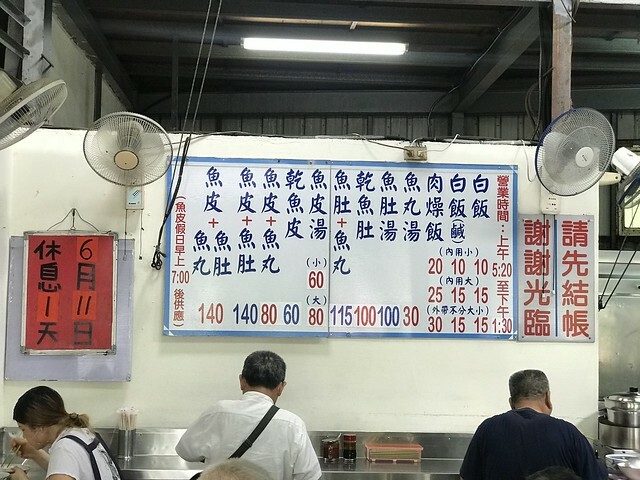 請先結帳
謝謝光臨
營業時間:上午5:20至下午1:30
白飯
10
15
15
白飯(鹹)
10
15
15
肉燥飯
(內用小)
20
(內用大)
25
(外帶不分大小)
30
魚丸湯
30
魚肚湯
100
乾魚肚
100
魚肚+魚丸
115
魚皮湯
(小)
60
(大)
80
乾魚皮
60
魚皮+魚丸
80
魚皮+魚肚
140
魚皮+魚肚
魚丸
140
(魚皮假日早上7:00後供應)
6月11日
休息1天